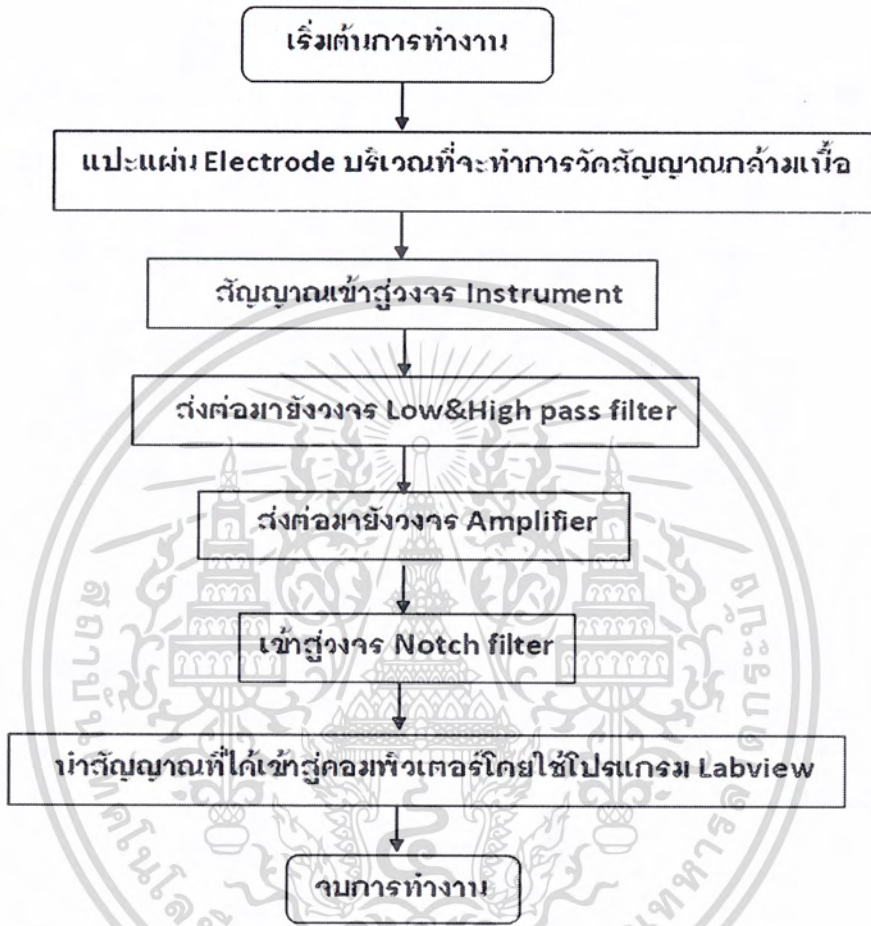 เริ่มต้นการทำงาน
แปะแผ่น Electrode บริเวณที่จะทำการวัดสัญญาณกล้ามเนื้อ
สัญญาณเข้าสู่วงจร Instrument
ส่งต่อมายังวงจร Low&High pass filter
ส่งต่อมายังวงจร Amplifier
เข้าสู่วงจร Notch filter
นำสัญญาณที่ได้เข้าสู่คอมพิวเตอร์โดยใช้โปรแกรม Labview
จบการทำงาน